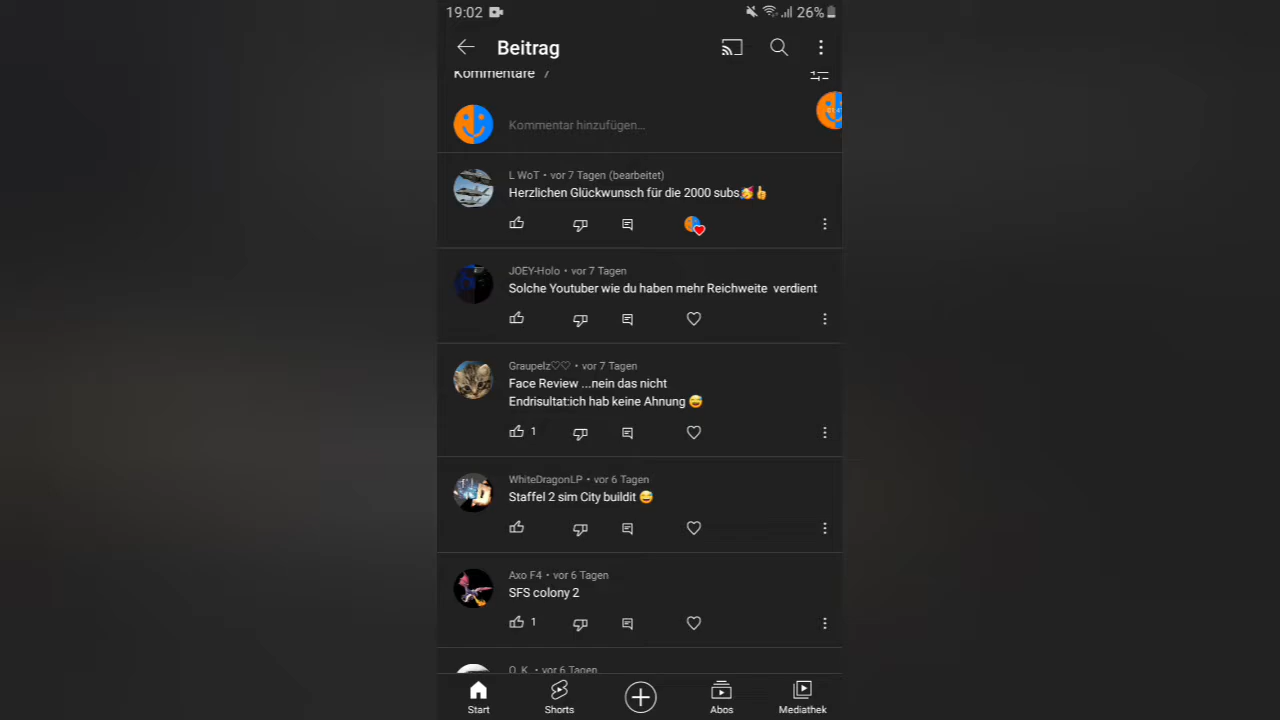 19:02
26%
Beitrag
Kommentare 7
Kommentar hinzufügen...
L WoT • vor 7 Tagen (bearbeitet)
Herzlichen Glückwunsch für die 2000 subs🥳👍
JOEY-Holo • vor 7 Tagen
Solche Youtuber wie du haben mehr Reichweite  verdient
Graupelz♡♡ • vor 7 Tagen
Face Review ...nein das nicht
Endrisultat:ich hab keine Ahnung 😅
1
WhiteDragonLP • vor 6 Tagen
Staffel 2 sim City buildit 😅
Axo F4 • vor 6 Tagen
SFS colony 2
1
O. K. • vor 6 Tagen
Start
Shorts
Abos
Mediathek